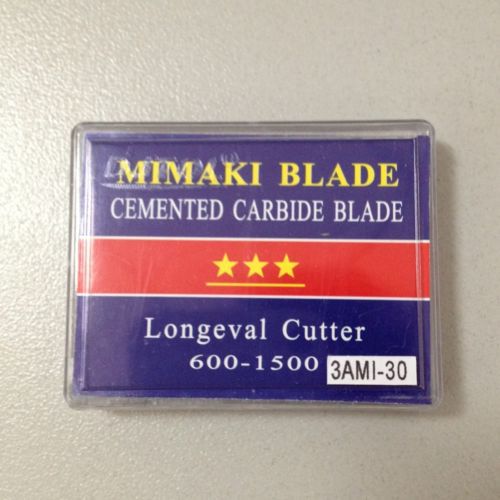 MIMAKI BLADE
CEMENTED CARBIDE BLADE
Longeval Cutter
600-1500 3AMI-30